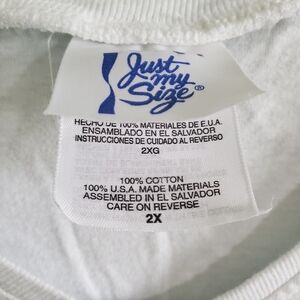 Just
my
Size®
HECHO DE 100% MATERIALES DE E.U.A.
ENSAMBLADO EN EL SALVADOR
INSTRUCCIONES DE CUIDADO AL REVERSO
2XG
100% COTTON
100% U.S.A. MADE MATERIALS
ASSEMBLED IN EL SALVADOR
CARE ON REVERSE
2X